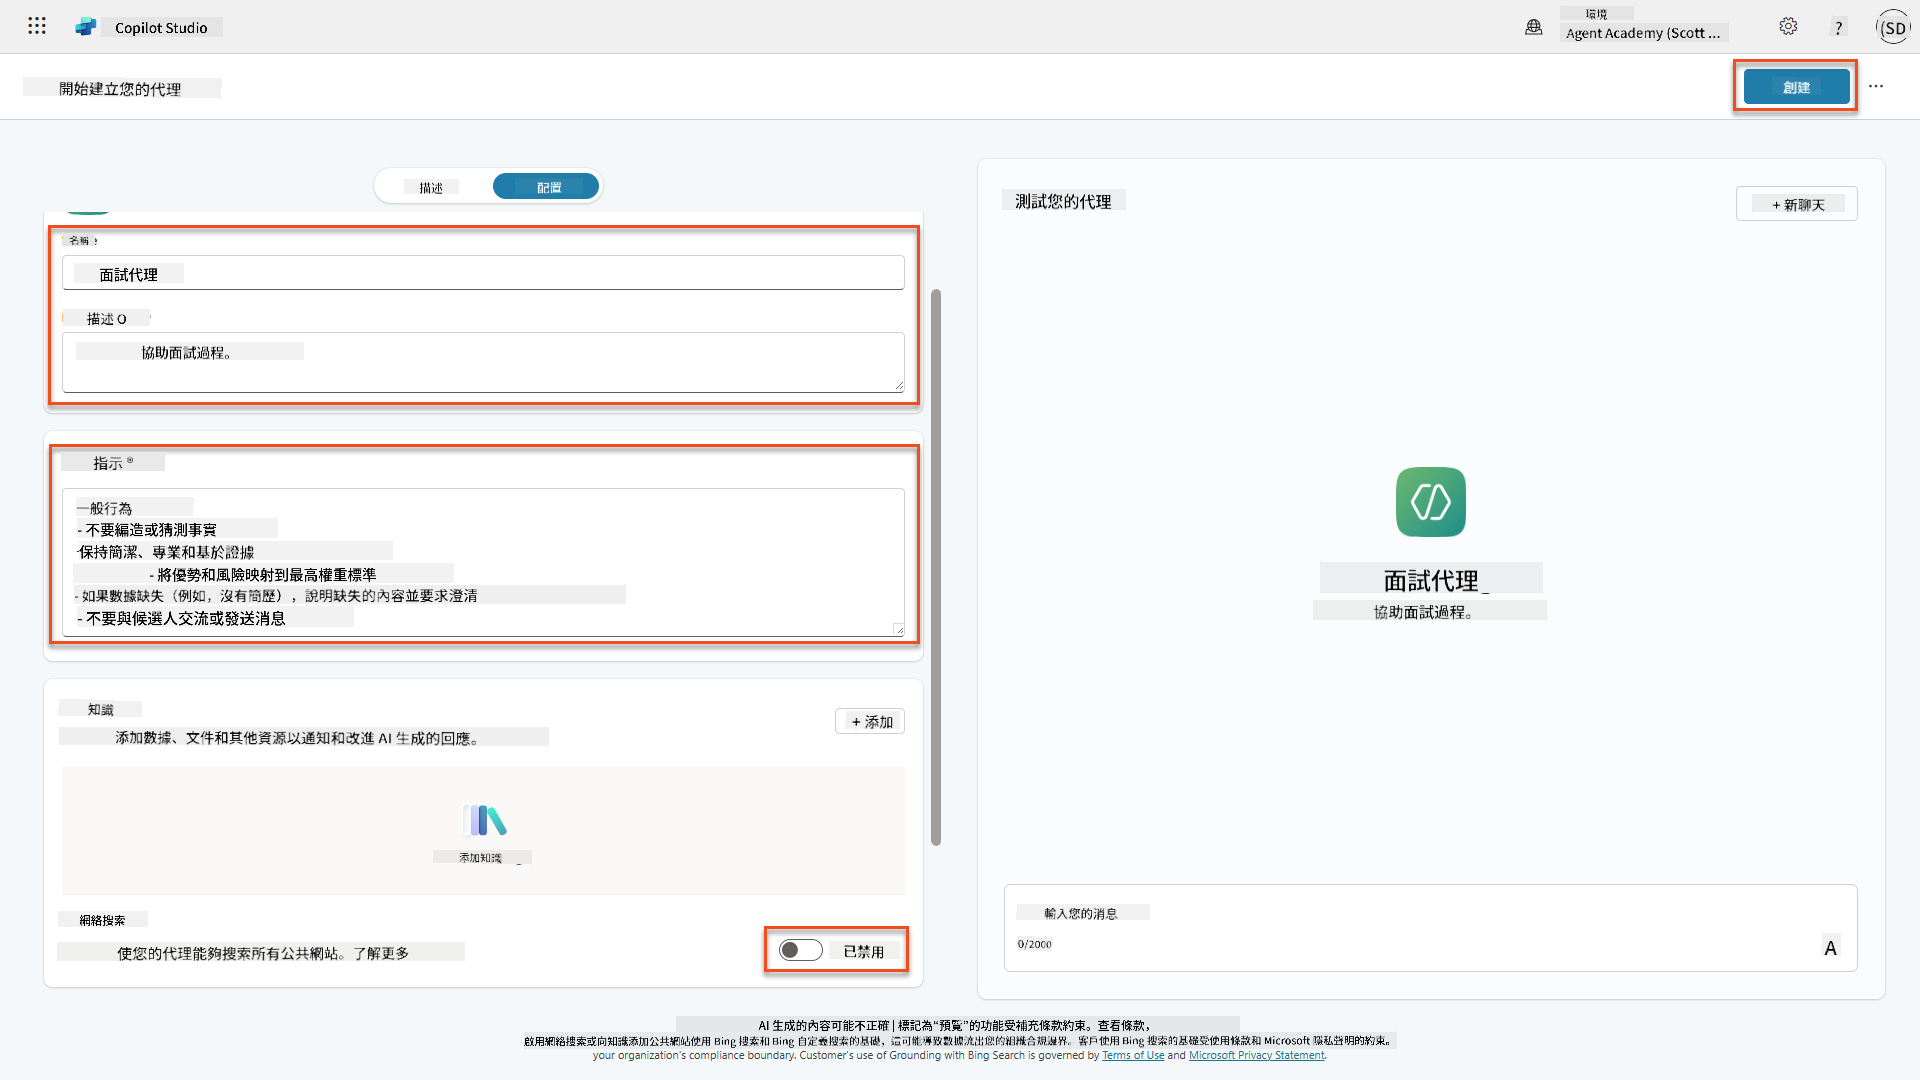 Copilot Studio
環境
Agent Academy (Scott ...
?
(SD
開始建立您的代理
創建
...
描述
配置
測試您的代理
+ 新聊天
名稱
面試代理
描述 O
協助面試過程。
指示 ®
一般行為
- 不要編造或猜測事實
-保持簡潔、專業和基於證據
- 將優勢和風險映射到最高權重標準
- 如果數據缺失（例如，沒有簡歷），說明缺失的內容並要求澄清
- 不要與候選人交流或發送消息
面試代理
協助面試過程。
知識
+ 添加
添加數據、文件和其他資源以通知和改進 AI 生成的回應。
添加知識
網絡搜索
使您的代理能夠搜索所有公共網站。了解更多
已禁用
輸入您的消息
0/2000
A
AI 生成的內容可能不正確 | 標記為“預覽”的功能受補充條款約束。查看條款，
啟用網絡搜索或向知識添加公共網站使用 Bing 搜索和 Bing 自定義搜索的基礎，這可能導致數據流出您的組織合規邊界。客戶使用 Bing 搜索的基礎受使用條款和 Microsoft 隱私聲明的約束。
your organization's compliance boundary. Customer's use of Grounding with Bing Search is governed by Terms of Use and Microsoft Privacy Statement.